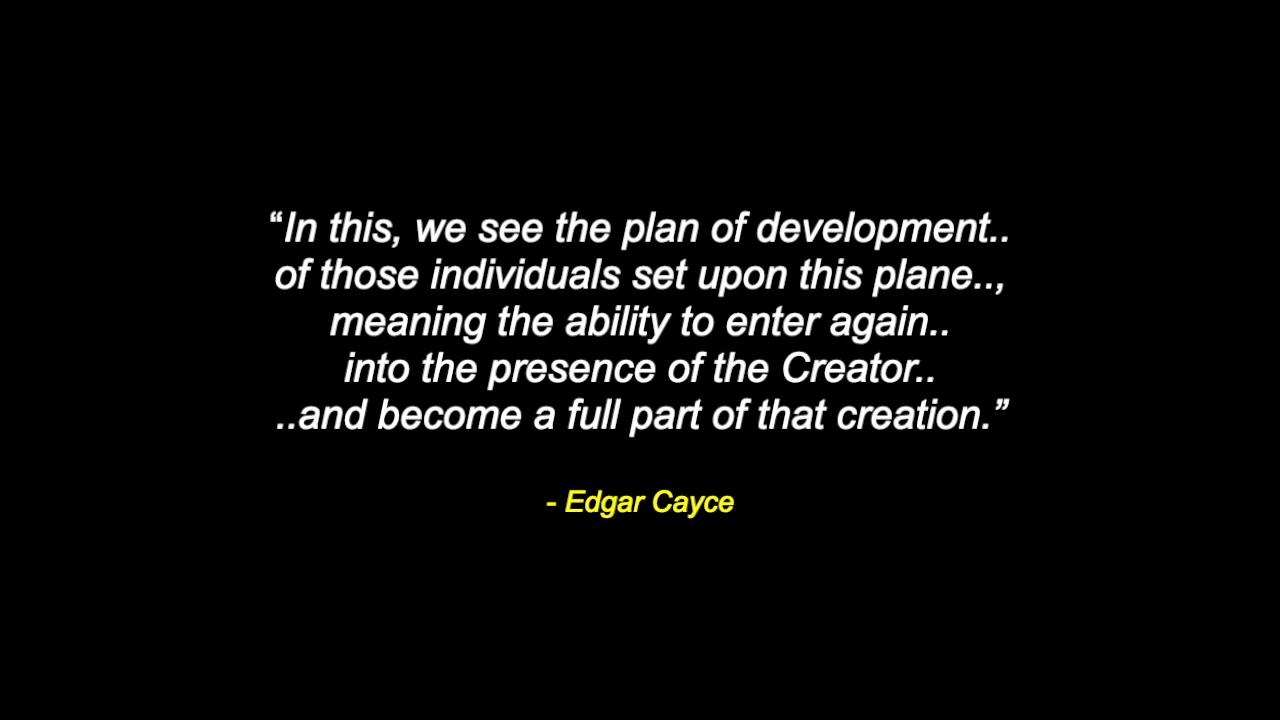 “In this, we see the plan of development..
of those individuals set upon this plane..,
meaning the ability to enter again..
into the presence of the Creator..
..and become a full part of that creation.”
- Edgar Cayce